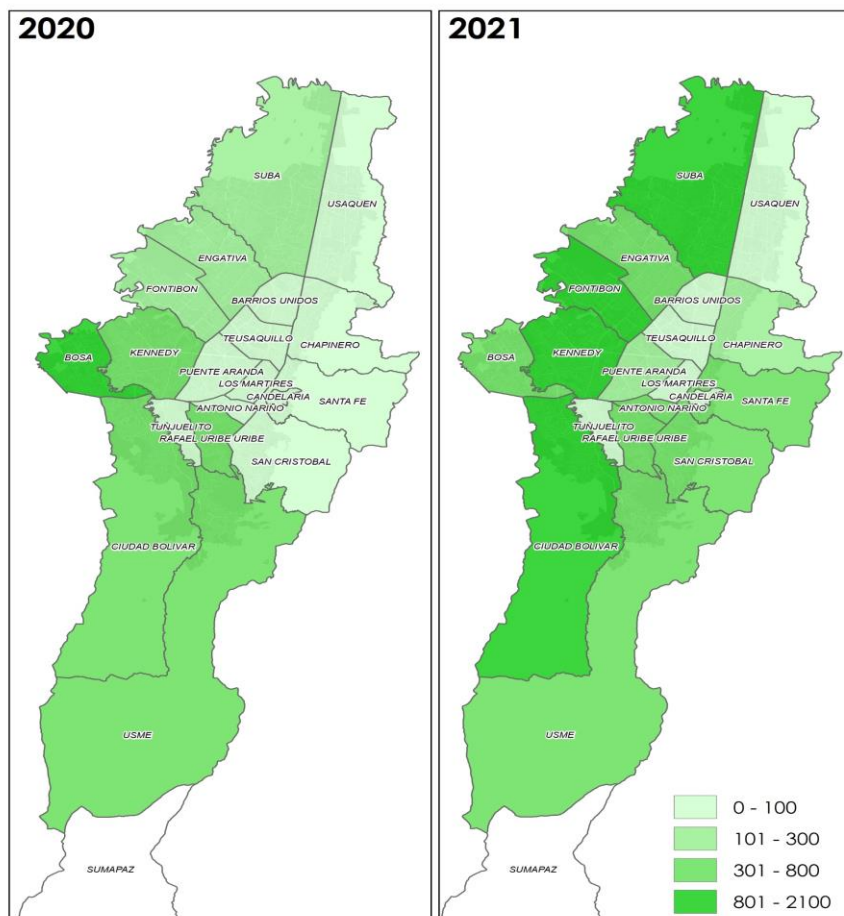 2020
SUBA
USAQUEN
ENGATIVA
FONTIBON
BARRIOS UNIDOS
TEUSAQUILLO
CHAPINERO
BOSA
KENNEDY
PUENTE ARANDA
LOS MARTIRES
CANDELARIA
SANTA FE
ANTONIO NARIÑO
TUNJUELITO
RAFAEL URIBE URIBE
SAN CRISTOBAL
CIUDAD BOLIVAR
USME
SUMAPAZ
2021
SUBA
USAQUEN
ENGATIVA
FONTIBON
BARRIOS UNIDOS
TEUSAQUILLO
CHAPINERO
BOSA
KENNEDY
PUENTE ARANDA
LOS MARTIRES
CANDELARIA
SANTA FE
ANTONIO NARIÑO
TUNJUELITO
RAFAEL URIBE URIBE
SAN CRISTOBAL
CIUDAD BOLIVAR
USME
SUMAPAZ
0 - 100
101 - 300
301 - 800
801 - 2100